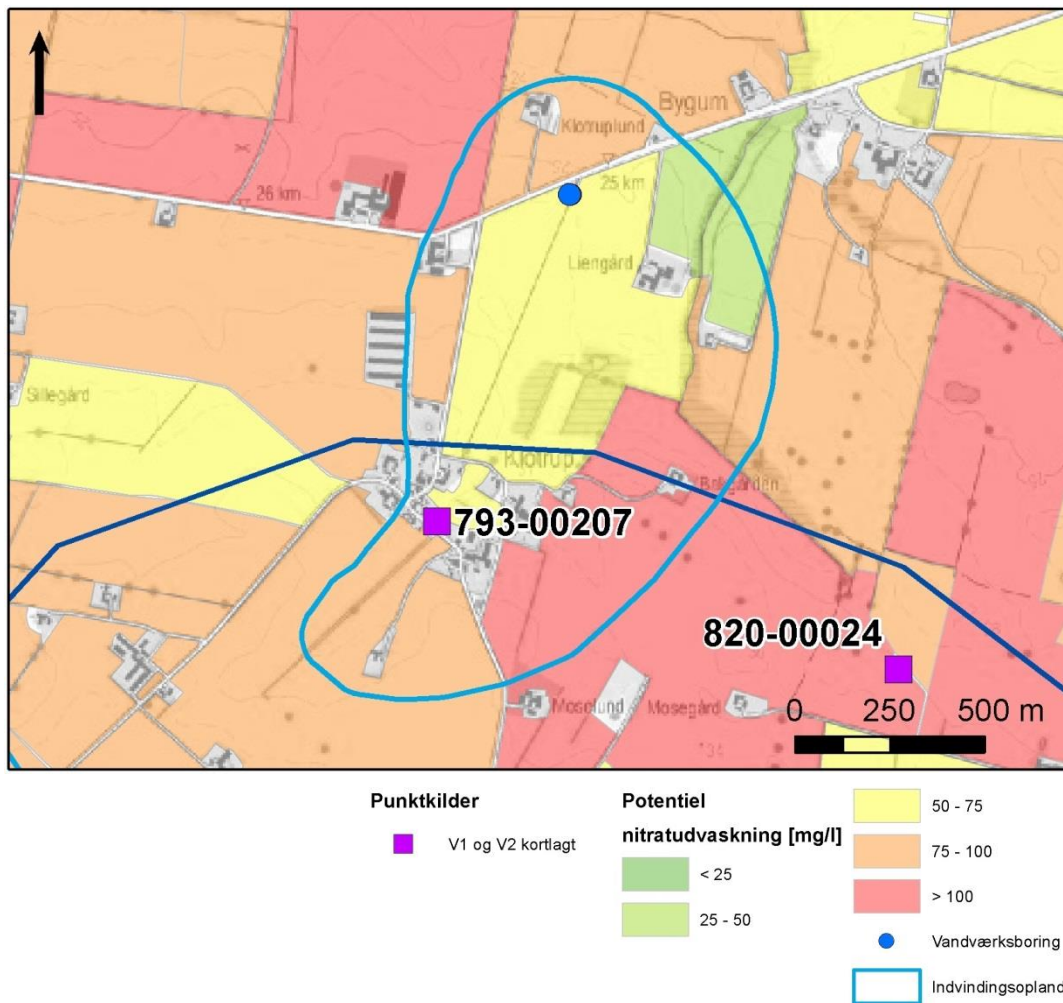 Bygum
Klotruplund
25 km
26 km
Liengård
Sillegård
Klotrup
793-00207
820-00024
Moselund
Mosegård
34
0 250 500 m
Punktkilder
V1 og V2 kortlagt
Potentiel
nitratudvaskning [mg/l]
< 25
25 - 50
50 - 75
75 - 100
> 100
Vandværksboring
Indvindingsopland